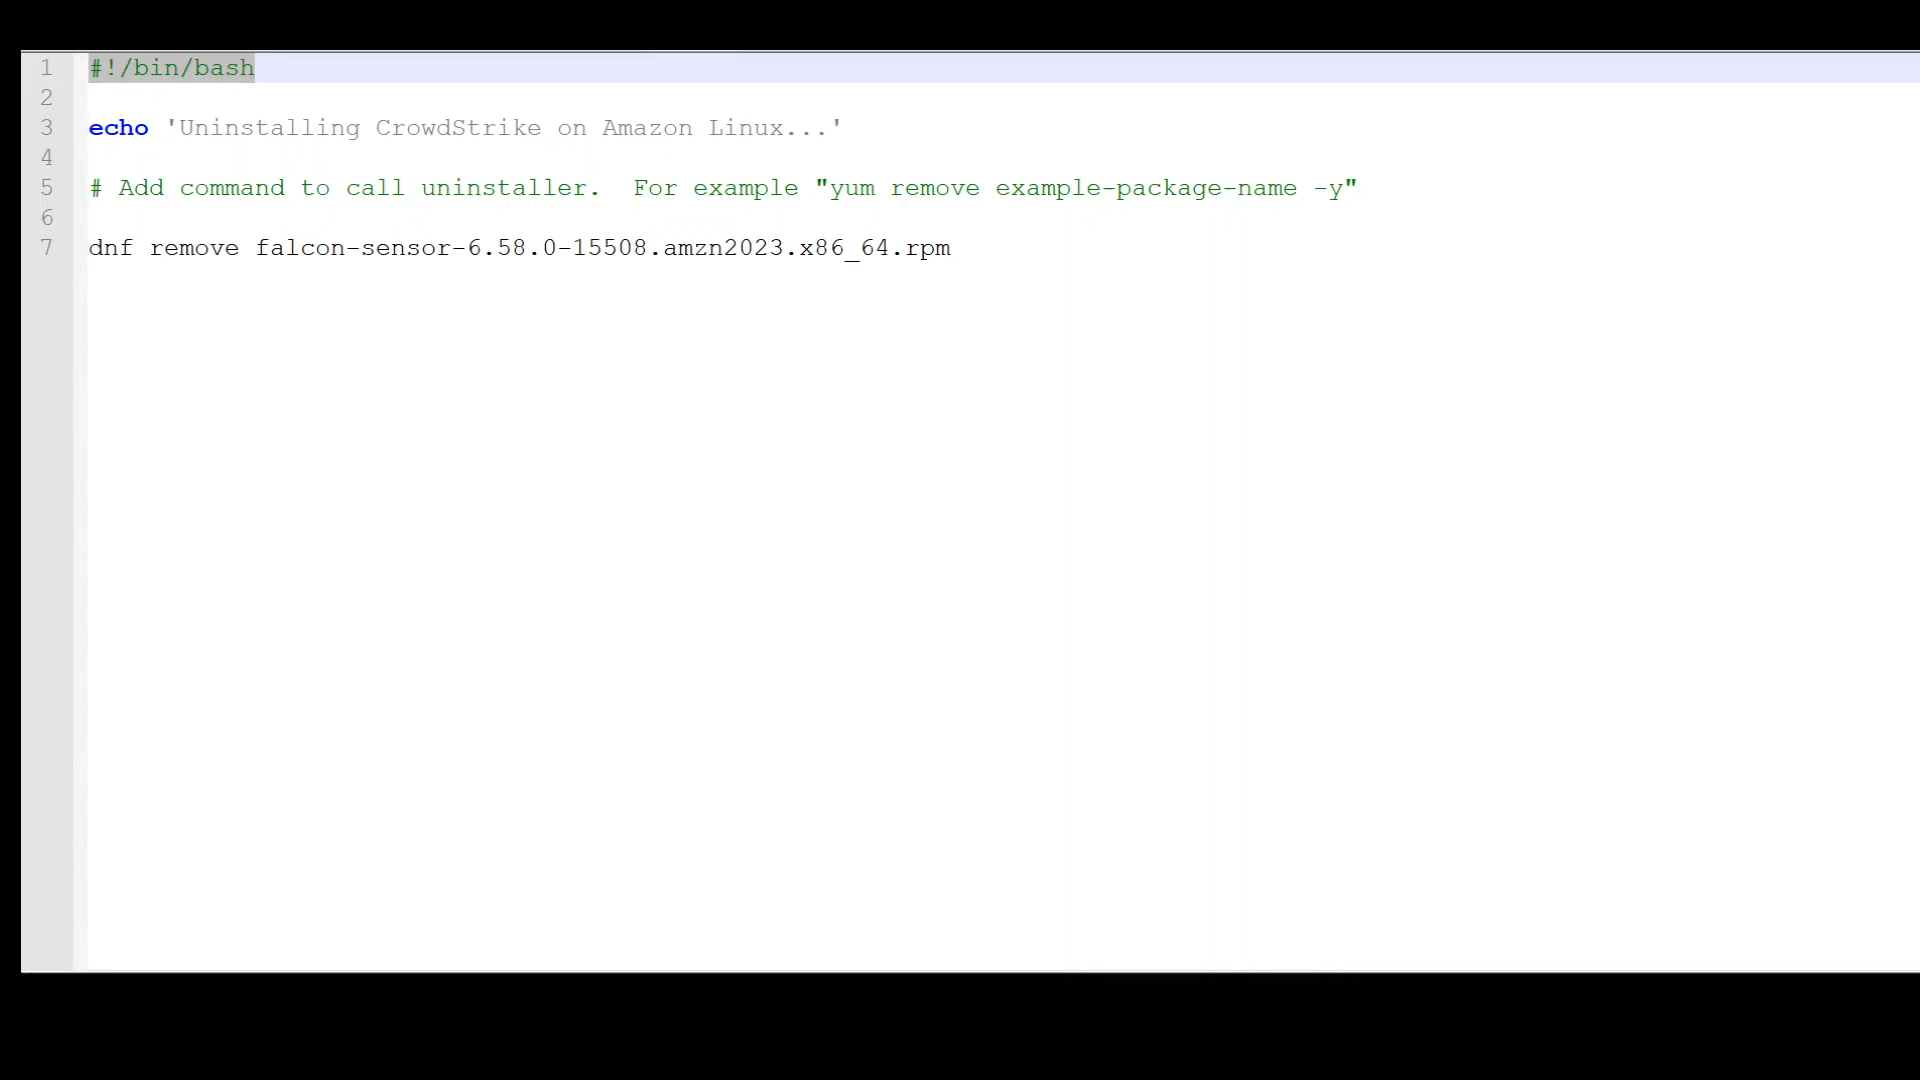 1 #!/bin/bash
2
3 echo 'Uninstalling CrowdStrike on Amazon Linux...'
4
5 # Add command to call uninstaller.  For example "yum remove example-package-name -y"
6
7 dnf remove falcon-sensor-6.58.0-15508.amzn2023.x86_64.rpm